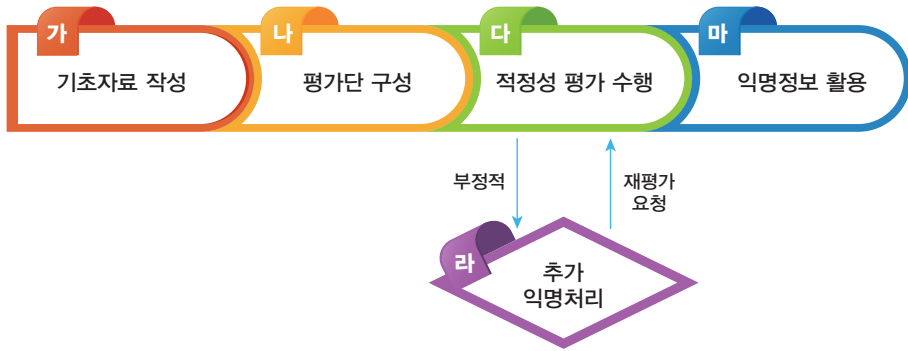 가
기초자료 작성
나
평가단 구성
다
적정성 평가 수행
마
익명정보 활용
부정적
재평가
요청
라
추가
익명처리